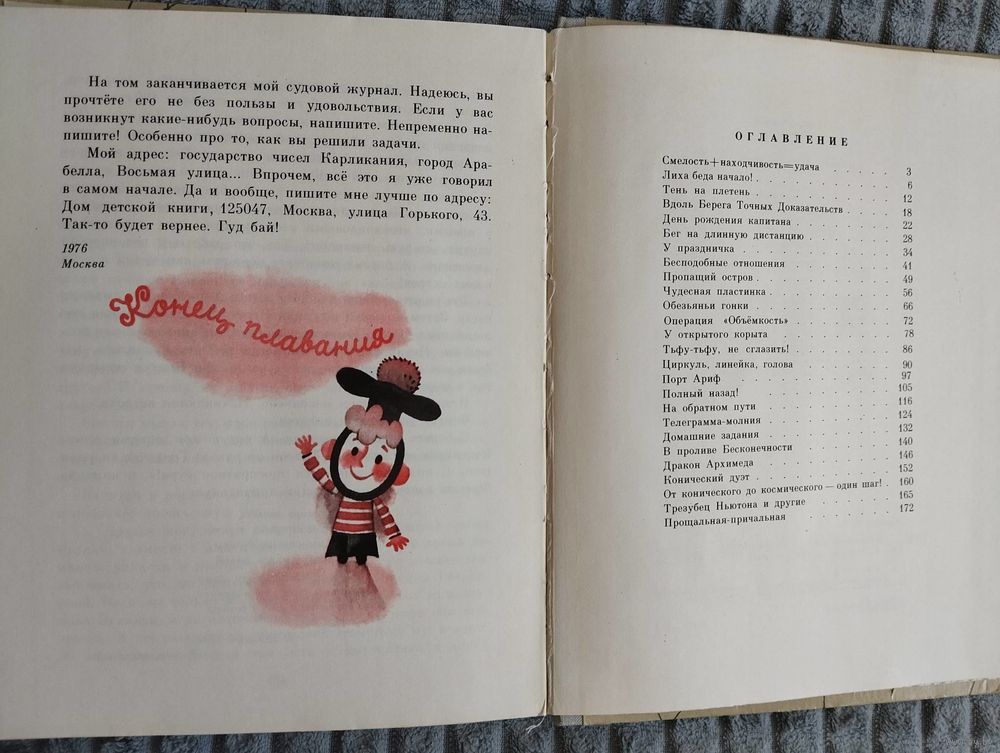 На том заканчивается мой судовой журнал. Надеюсь, вы
прочтёте его не без пользы и удовольствия. Если у вас
возникнут какие-нибудь вопросы, напишите. Непременно на-
пишите! Особенно про то, как вы решили задачи.
Мой адрес: государство чисел Карликания, город Ара-
белла, Восьмая улица... Впрочем, всё это я уже говорил
в самом начале. Да и вообще, пишите мне лучше по адресу:
Дом детской книги, 125047, Москва, улица Горького, 43.
Так-то будет вернее. Гуд бай!
1976
Москва
Конец плавания
ОГЛАВЛЕНИЕ
Смелость+находчивость=удача . . . . . 3
Лиха беда начало! . . . . . . . . . . 6
Тень на плетень . . . . . . . . . . 12
Вдоль Берега Точных Доказательств . . . . 18
День рождения капитана . . . . . . . 22
Бег на длинную дистанцию . . . . . . . 28
У праздничка . . . . . . . . . . . 34
Бесподобные отношения . . . . . . . . 41
Пропащий остров . . . . . . . . . . 49
Чудесная пластинка . . . . . . . . . 56
Обезьяньи гонки . . . . . . . . . . 66
Операция «Объёмкость» . . . . . . . . 72
У открытого корыта . . . . . . . . . 78
Тьфу-тьфу, не сглазить! . . . . . . . . 86
Циркуль, линейка, голова . . . . . . . 90
Порт Ариф . . . . . . . . . . . . 97
Полный назад! . . . . . . . . . . . 105
На обратном пути . . . . . . . . . . 116
Телеграмма-молния . . . . . . . . . 124
Домашние задания . . . . . . . . . . 132
В проливе Бесконечности . . . . . . . 140
Дракон Архимеда . . . . . . . . . . 146
Конический дуэт . . . . . . . . . . 152
От конического до космического — один шаг! . 160
Трезубец Ньютона и другие . . . . . . . 165
Прощальная-причальная . . . . . . . . 172